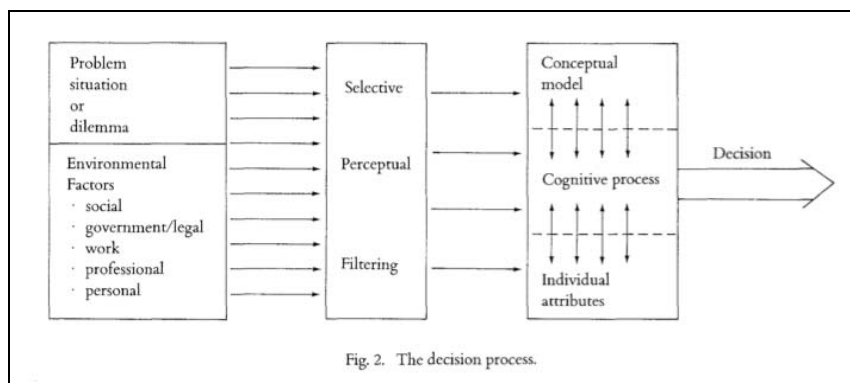 Problem
situation
or
dilemma
Environmental
Factors
· social
· government/legal
· work
· professional
· personal
Selective
Perceptual
Filtering
Conceptual
model
Cognitive process
Individual
attributes
Decision
Fig. 2. The decision process.